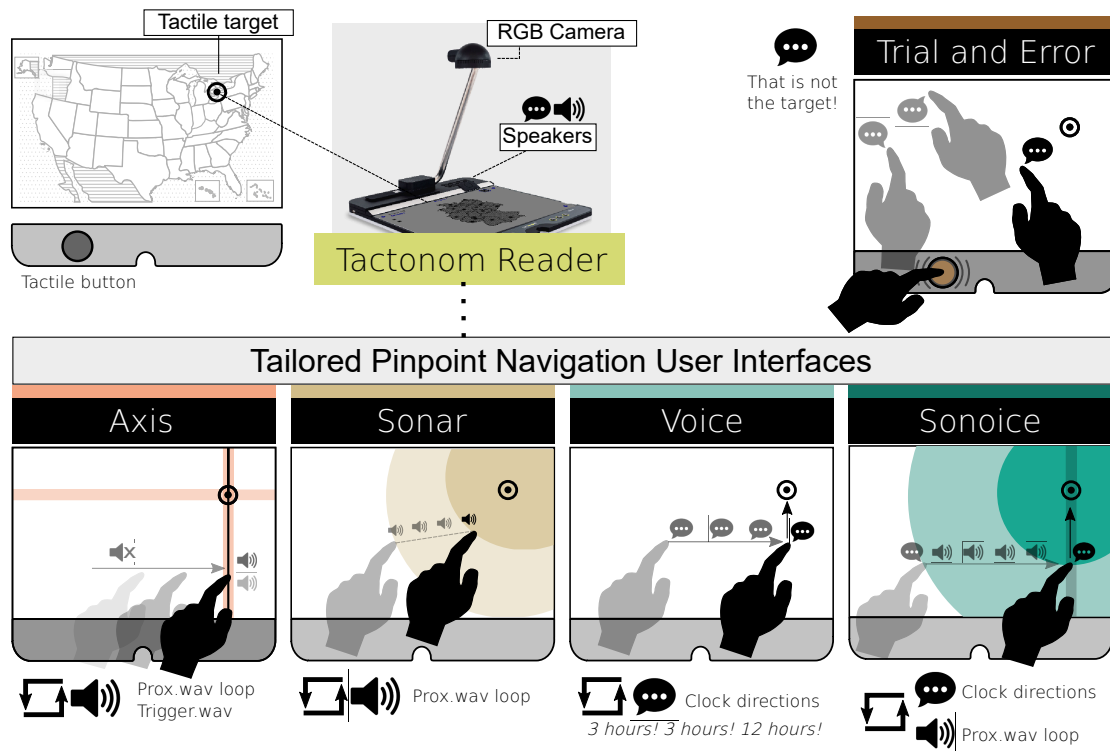 Tactile target
RGB Camera
Speakers
Tactile button
Tactonom Reader
That is not
the target!
Trial and Error
Tailored Pinpoint Navigation User Interfaces
Axis
Sonar
Voice
Sonoice
Prox.wav loop
Trigger.wav
Prox.wav loop
Clock directions
3 hours! 3 hours! 12 hours!
Clock directions
Prox.wav loop